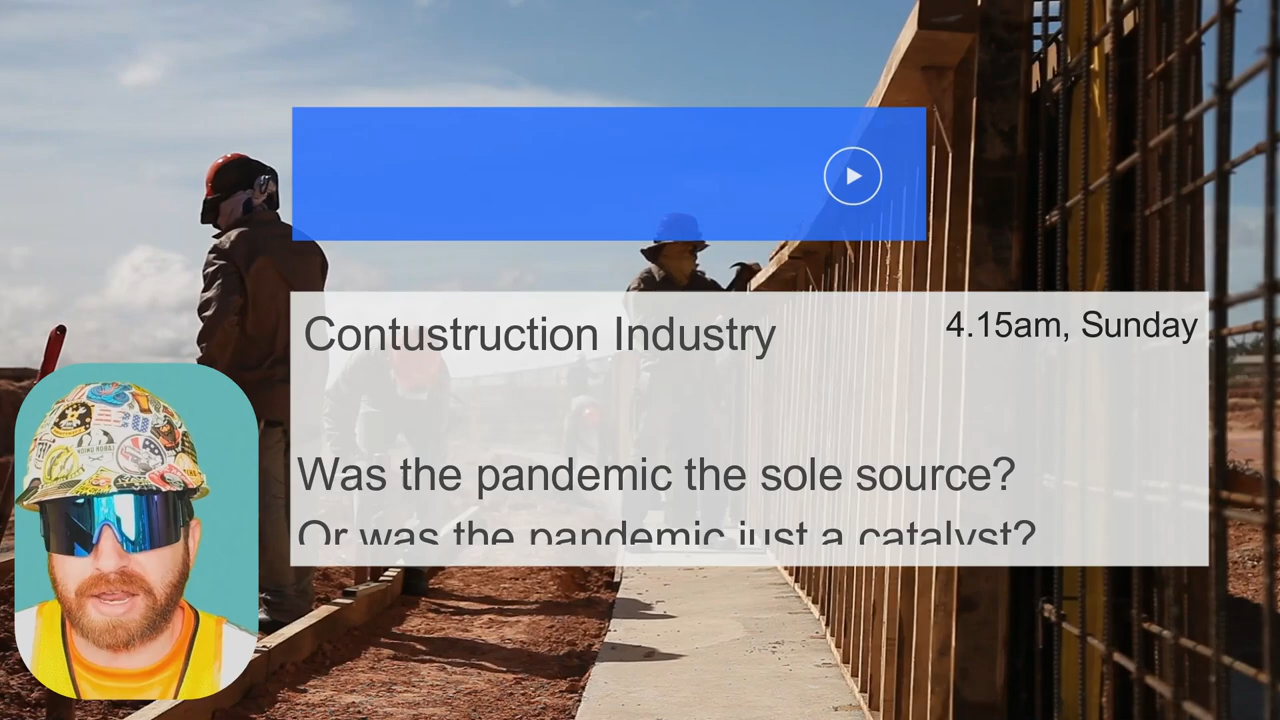 Contustruction Industry
4.15am, Sunday
Was the pandemic the sole source?
Or was the pandemic just a catalyst?